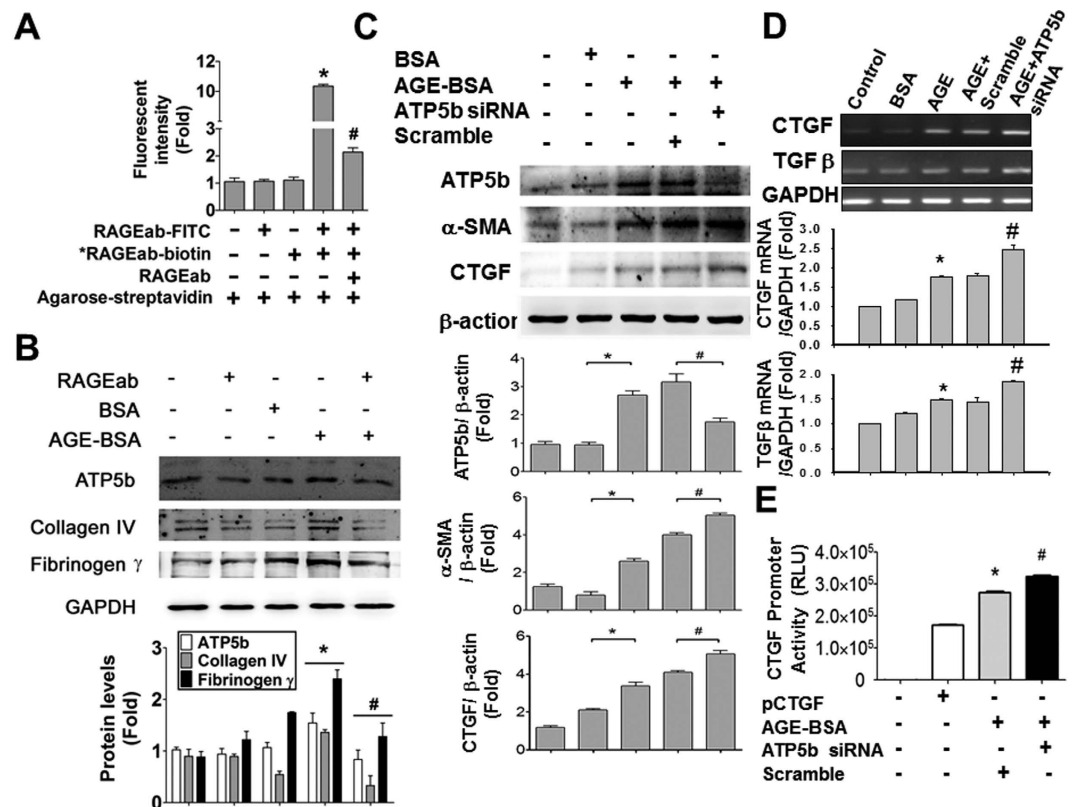 A
Fluorescent
intensity
(Fold)
12
10
8
3
2
1
0
*
#
RAGEab-FITC - + - + +
*RAGEab-biotin - - + + +
RAGEab - - - - +
Agarose-streptavidin + + + + +
B
RAGEab - + - - +
BSA - - + - -
AGE-BSA - - - + +
ATP5b
Collagen IV
Fibrinogen γ
GAPDH
Protein levels
(Fold)
3
2
1
0
ATP5b
Collagen IV
Fibrinogen γ
*
#
C
BSA - + - - -
AGE-BSA - - + + +
ATP5b siRNA - - - - +
Scramble - - - + -
ATP5b
α-SMA
CTGF
β-action
ATP5b/ β-actin
(Fold)
4
3
2
1
0
*
#
α-SMA
/ β-actin
(Fold)
6
4
2
0
*
#
CTGF/ β-actin
(Fold)
6
4
2
0
*
#
D
Control
BSA
AGE
AGE+
Scramble
AGE+ATP5b
siRNA
CTGF
TGF β
GAPDH
CTGF mRNA
/GAPDH (Fold)
3.0
2.5
2.0
1.5
1.0
0.5
0.0
*
#
TGFβ mRNA
/GAPDH (Fold)
2.0
1.5
1.0
0.5
0.0
*
#
E
CTGF Promoter
Activity (RLU)
4.0×10⁵
3.0×10⁵
2.0×10⁵
1.0×10⁵
0
*
#
pCTGF - +
AGE-BSA - - + +
ATP5b siRNA - - - +
Scramble - - + -